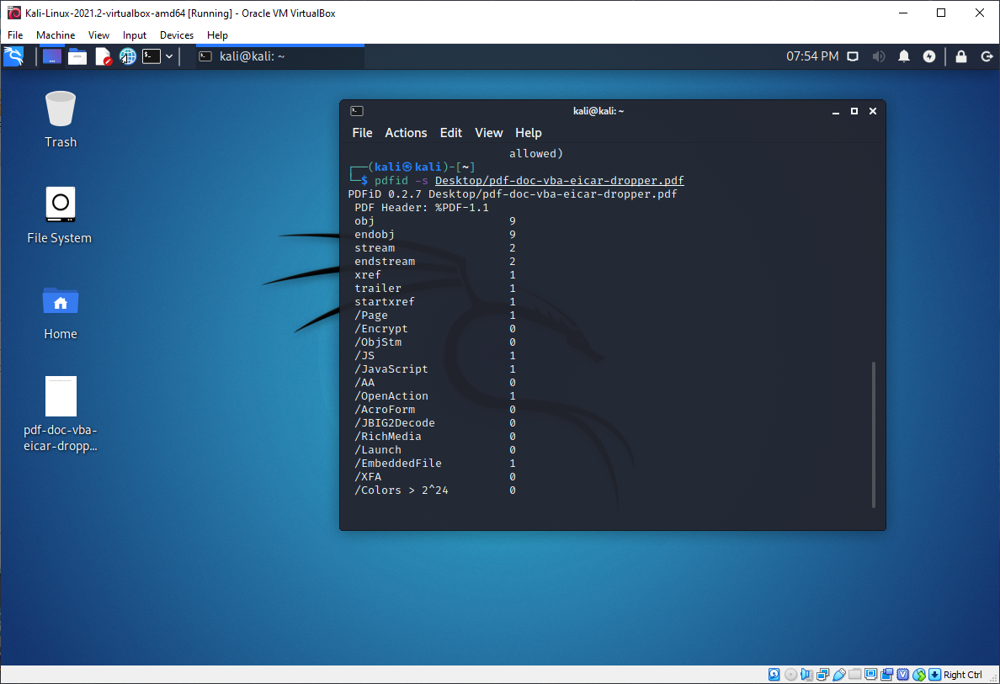 Kali-Linux-2021.2-virtualbox-amd64 [Running] - Oracle VM VirtualBox
File Machine View Input Devices Help
kali@kali: ~
07:54 PM
Trash
File System
Home
pdf-doc-vba-
eicar-dropp...
kali@kali: ~
File Actions Edit View Help
allowed)
┌──(kali㉿kali)-[~]
└─$ pdfid -s Desktop/pdf-doc-vba-eicar-dropper.pdf
PDFiD 0.2.7 Desktop/pdf-doc-vba-eicar-dropper.pdf
PDF Header: %PDF-1.1
obj 9
endobj 9
stream 2
endstream 2
xref 1
trailer 1
startxref 1
/Page 1
/Encrypt 0
/ObjStm 0
/JS 1
/JavaScript 1
/AA 0
/OpenAction 1
/AcroForm 0
/JBIG2Decode 0
/RichMedia 0
/Launch 0
/EmbeddedFile 1
/XFA 0
/Colors > 2^24 0
Right Ctrl